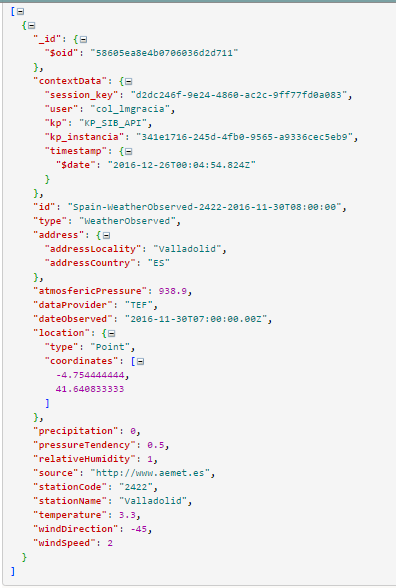 [
{
"_id": {
"$oid": "58605ea8e4b0706036d2d711"
},
"contextData": {
"session_key": "d2dc246f-9e24-4860-ac2c-9ff77fd0a083",
"user": "col_lmgracia",
"kp": "KP_SIB_API",
"kp_instancia": "341e1716-245d-4fb0-9565-a9336cec5eb9",
"timestamp": {
"$date": "2016-12-26T00:04:54.824Z"
}
},
"id": "Spain-WeatherObserved-2422-2016-11-30T08:00:00",
"type": "WeatherObserved",
"address": {
"addressLocality": "Valladolid",
"addressCountry": "ES"
},
"atmosfericPressure": 938.9,
"dataProvider": "TEF",
"dateObserved": "2016-11-30T07:00:00.00Z",
"location": {
"type": "Point",
"coordinates": [
-4.754444444,
41.640833333
]
},
"precipitation": 0,
"pressureTendency": 0.5,
"relativeHumidity": 1,
"source": "http://www.aemet.es",
"stationCode": "2422",
"stationName": "Valladolid",
"temperature": 3.3,
"windDirection": -45,
"windSpeed": 2
}
]